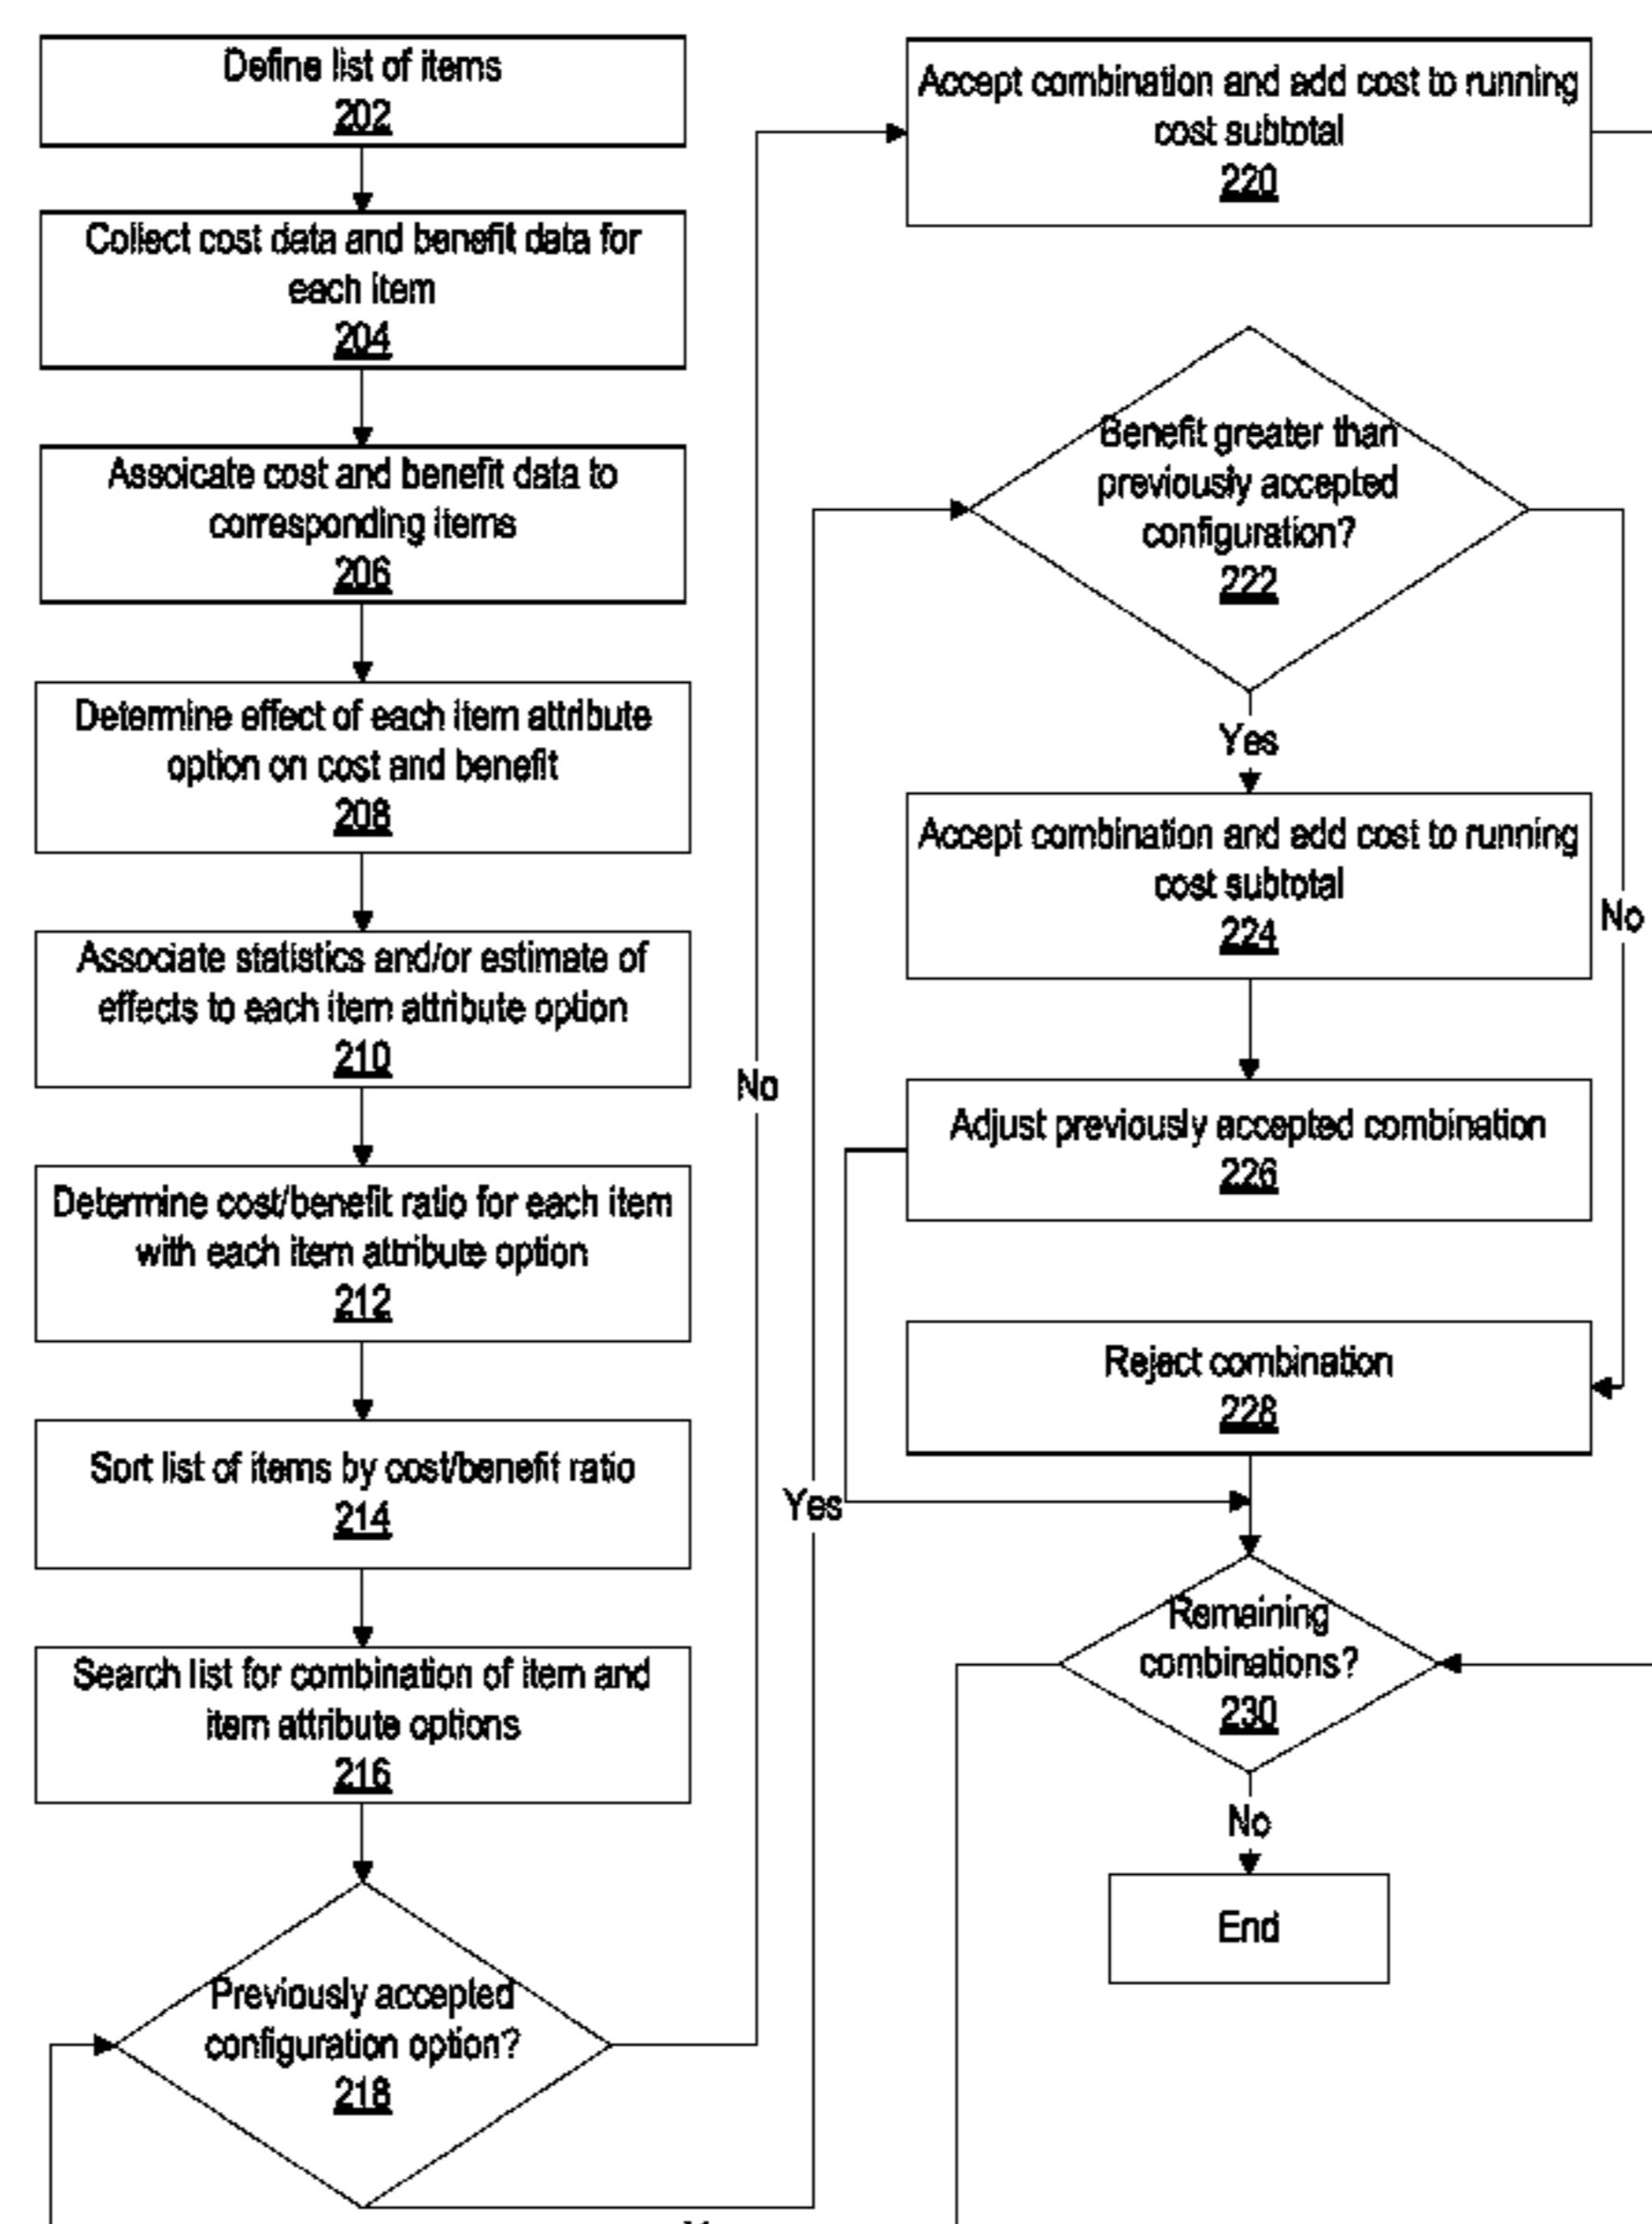 Define list of items
202
Collect cost data and benefit data for
each item
204
Assoicate cost and benefit data to
corresponding items
206
Determine effect of each item attribute
option on cost and benefit
208
Associate statistics and/or estimate of
effects to each item attribute option
210
Determine cost/benefit ratio for each item
with each item attribute option
212
Sort list of items by cost/benefit ratio
214
Search list for combination of item and
item attribute options
216
Previously accepted
configuration option?
218
No
Yes
Accept combination and add cost to running
cost subtotal
220
Benefit greater than
previously accepted
configuration?
222
Yes
No
Accept combination and add cost to running
cost subtotal
224
Adjust previously accepted combination
226
Reject combination
228
Remaining
combinations?
230
No
End